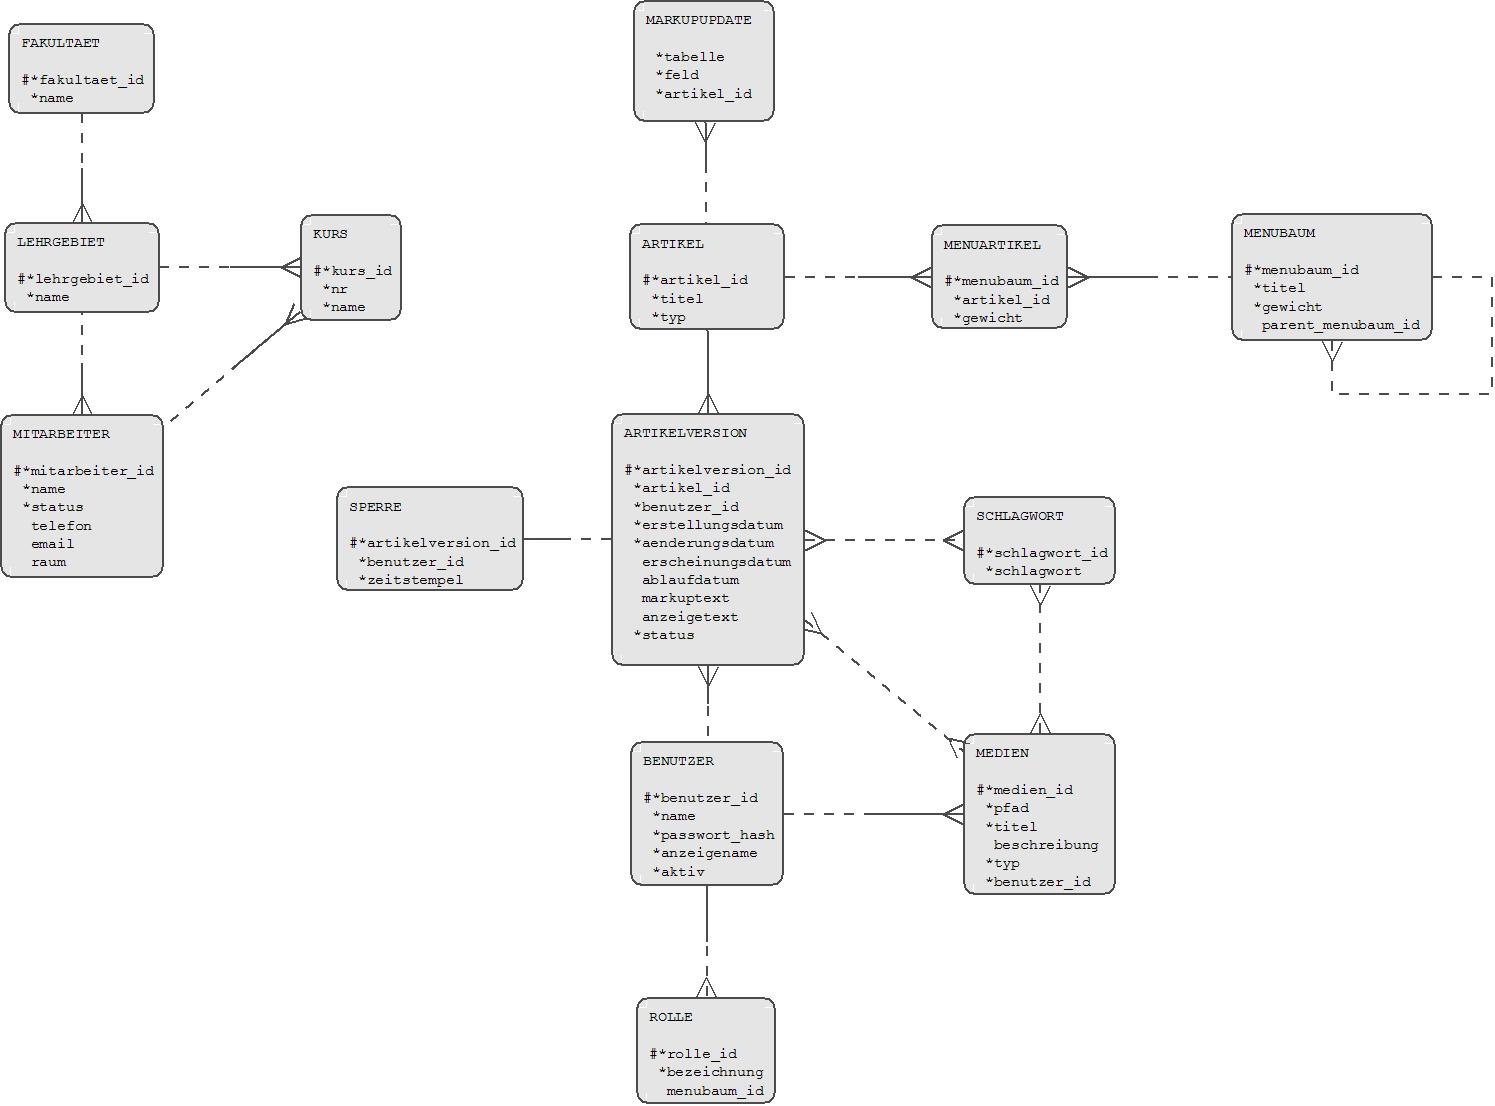 FAKULTAET
#*fakultaet_id
*name
MARKUPUPDATE
*tabelle
*feld
*artikel_id
LEHRGEBIET
#*lehrgebiet_id
*name
KURS
#*kurs_id
*nr
*name
ARTIKEL
#*artikel_id
*titel
*typ
MENUARTIKEL
#*menubaum_id
*artikel_id
*gewicht
MENUBAUM
#*menubaum_id
*titel
*gewicht
parent_menubaum_id
MITARBEITER
#*mitarbeiter_id
*name
*status
telefon
email
raum
SPERRE
#*artikelversion_id
*benutzer_id
*zeitstempel
ARTIKELVERSION
#*artikelversion_id
*artikel_id
*benutzer_id
*erstellungsdatum
*aenderungsdatum
erscheinungsdatum
ablaufdatum
markuptext
anzeigetext
*status
SCHLAGWORT
#*schlagwort_id
*schlagwort
BENUTZER
#*benutzer_id
*name
*passwort_hash
*anzeigename
*aktiv
MEDIEN
#*medien_id
*pfad
*titel
beschreibung
*typ
*benutzer_id
ROLLE
#*rolle_id
*bezeichnung
menubaum_id